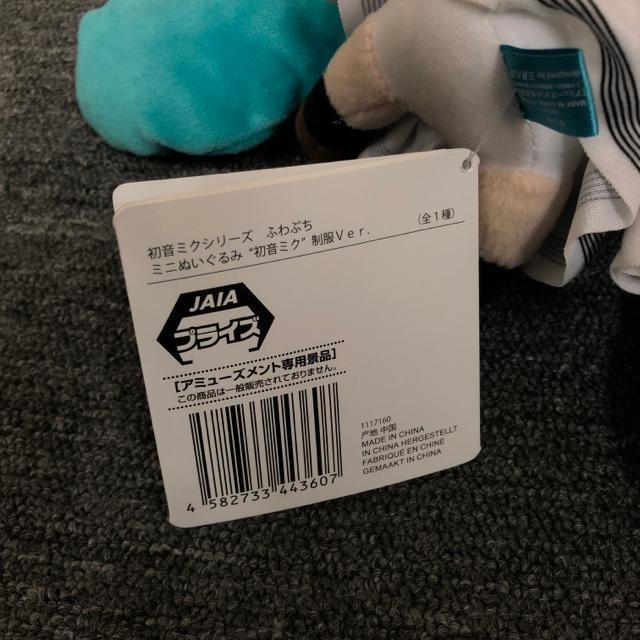 初音ミクシリーズ　ふわぷち
ミニぬいぐるみ “初音ミク” 制服Ver.
（全1種）
JAIA
プライズ
【アミューズメント専用景品】
この商品は一般販売されておりません。
4 582733 443607
1117160
产地 中国
MADE IN CHINA
IN CHINA HERGESTELLT
FABRIQUÉ EN CHINE
GEMAAKT IN CHINA